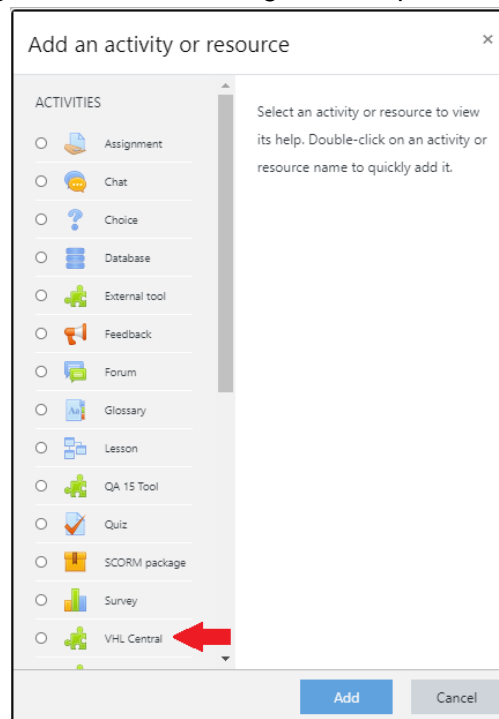 Add an activity or resource
×
ACTIVITIES
Assignment
Chat
Choice
Database
External tool
Feedback
Forum
Glossary
Lesson
QA 15 Tool
Quiz
SCORM package
Survey
VHL Central
Select an activity or resource to view
its help. Double-click on an activity or
resource name to quickly add it.
Add
Cancel